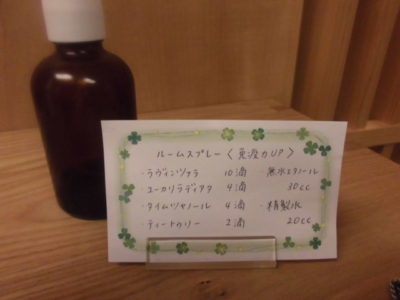 ルームスプレー〈免疫力UP〉
・ラヴィンツァラ 10滴 ・無水エタノール
・ユーカリラディアタ 4滴 30cc
・タイムツヤノール 4滴 ・精製水
・ティートゥリー 2滴 20cc